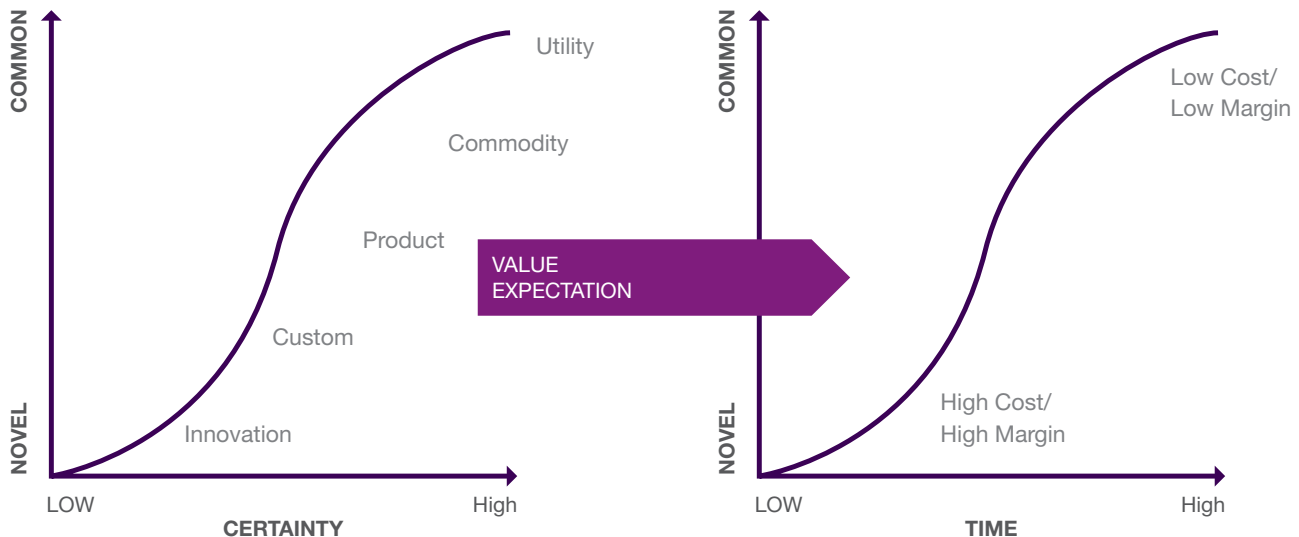 COMMON
NOVEL
Utility
Commodity
Product
Custom
Innovation
LOW
High
CERTAINTY
VALUE
EXPECTATION
COMMON
NOVEL
Low Cost/
Low Margin
High Cost/
High Margin
LOW
High
TIME